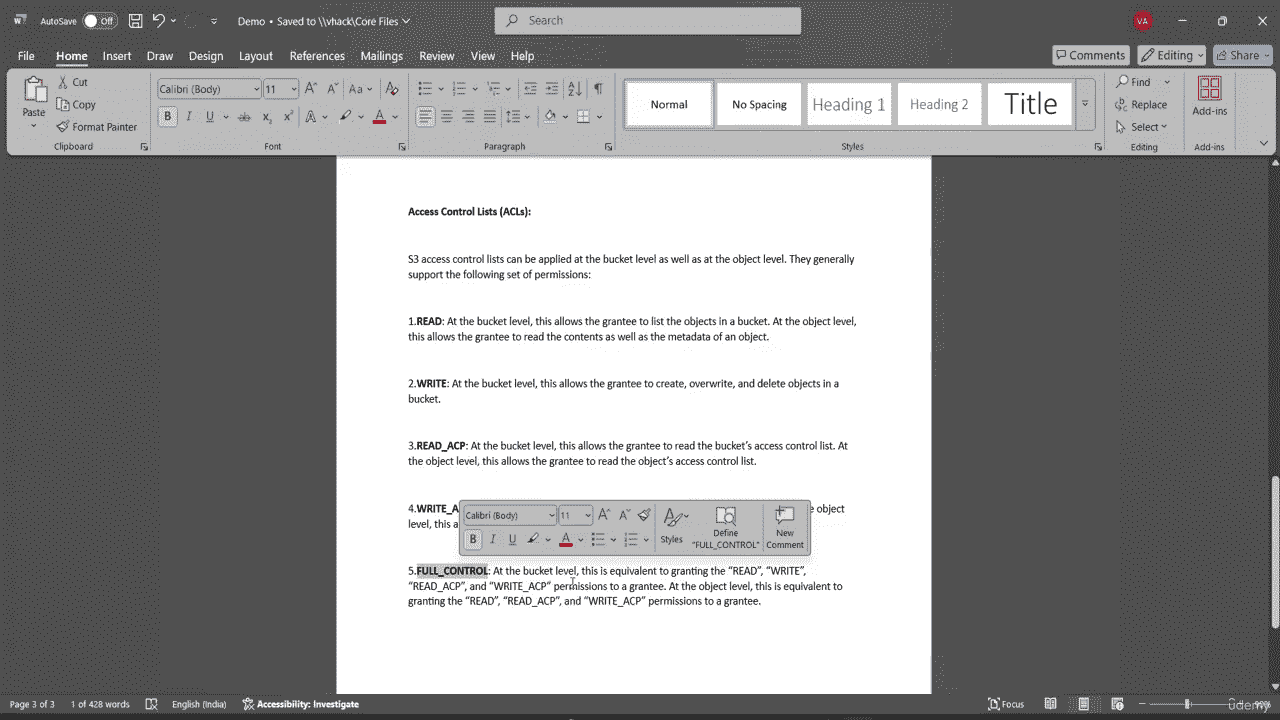 AutoSave Off Demo • Saved to \\vhack\Core Files Search VA
File Home Insert Draw Design Layout References Mailings Review View Help Comments Editing Share
Paste Cut Copy Format Painter Clipboard
Calibri (Body) 11 Aa B I U ab x₂ x² A A Font
Paragraph
Normal No Spacing Heading 1 Heading 2 Title Styles
Find Replace Select Editing
Add-ins Add-ins
Access Control Lists (ACLs):
S3 access control lists can be applied at the bucket level as well as at the object level. They generally
support the following set of permissions:
1.READ: At the bucket level, this allows the grantee to list the objects in a bucket. At the object level,
this allows the grantee to read the contents as well as the metadata of an object.
2.WRITE: At the bucket level, this allows the grantee to create, overwrite, and delete objects in a
bucket.
3.READ_ACP: At the bucket level, this allows the grantee to read the bucket’s access control list. At
the object level, this allows the grantee to read the object’s access control list.
4.WRITE_A object
level, this a
Calibri (Body) 11 Styles Define "FULL_CONTROL" New Comment
B I U A
5.FULL_CONTROL: At the bucket level, this is equivalent to granting the “READ”, “WRITE”,
“READ_ACP”, and “WRITE_ACP” permissions to a grantee. At the object level, this is equivalent to
granting the “READ”, “READ_ACP”, and “WRITE_ACP” permissions to a grantee.
Page 3 of 3 1 of 428 words English (India) Accessibility: Investigate Focus